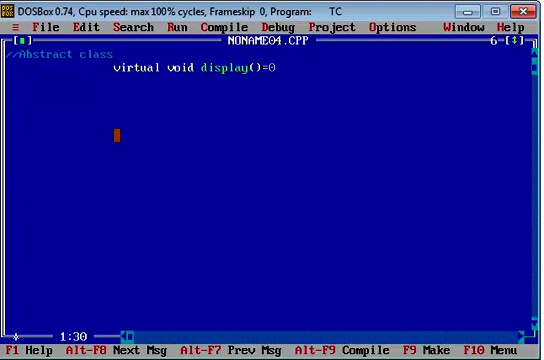 DOSBox 0.74, Cpu speed: max 100% cycles, Frameskip 0, Program: TC
≡ File Edit Search Run Compile Debug Project Options Window Help
[■] NONAME04.CPP 6=[↕]
//Abstract class
virtual void display()=0
1:30
F1 Help Alt-F8 Next Msg Alt-F7 Prev Msg Alt-F9 Compile F9 Make F10 Menu